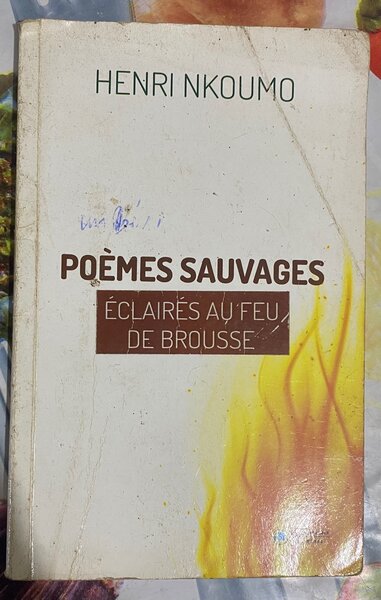 HENRI NKOUMO
POÈMES SAUVAGES
ÉCLAIRÉS AU FEU
DE BROUSSE